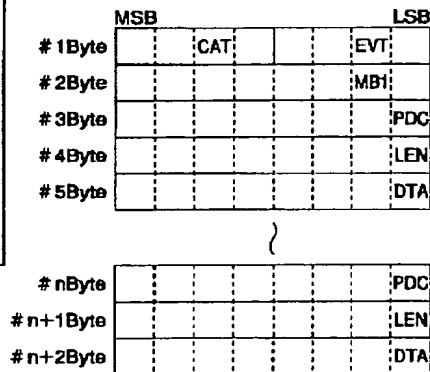 MSB LSB
#1Byte CAT EVT
#2Byte MB1
#3Byte PDC
#4Byte LEN
#5Byte DTA
#nByte PDC
#n+1Byte LEN
#n+2Byte DTA